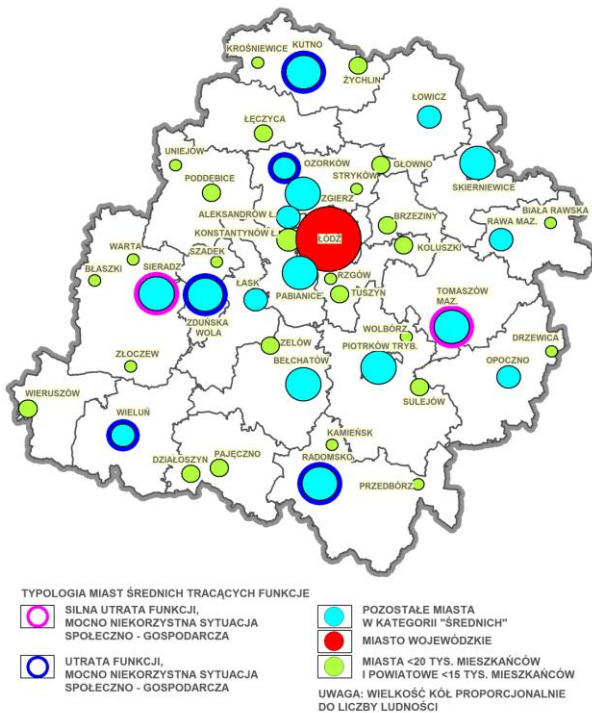 KUTNO
KROŚNIEWICE
ŻYCHLIN
ŁOWICZ
ŁĘCZYCA
UNIEJÓW
OZORKÓW
GŁOWNO
SKIERNIEWICE
PODDĘBICE
STRYKÓW
ZGIERZ
ALEKSANDRÓW Ł.
BRZEZINY
BIAŁA RAWSKA
RAWA MAZ.
KONSTANTYNÓW Ł.
ŁÓDŹ
KOLUSZKI
WARTA
SZADEK
BŁASZKI
SIERADZ
ŁASK
PABIANICE
RZGÓW
TUSZYN
TOMASZÓW
MAZ.
ZDUŃSKA
WOLA
WOLBÓRZ
DRZEWICA
ZELÓW
PIOTRKÓW TRYB.
ZŁOCZEW
BEŁCHATÓW
OPOCZNO
WIERUSZÓW
SULEJÓW
WIELUŃ
KAMIEŃSK
DZIAŁOSZYN
PAJĘCZNO
RADOMSKO
PRZEDBÓRZ
TYPOLOGIA MIAST ŚREDNICH TRACĄCYCH FUNKCJE
SILNA UTRATA FUNKCJI,
MOCNO NIEKORZYSTNA SYTUACJA
SPOŁECZNO - GOSPODARCZA
UTRATA FUNKCJI,
MOCNO NIEKORZYSTNA SYTUACJA
SPOŁECZNO - GOSPODARCZA
POZOSTAŁE MIASTA
W KATEGORII "ŚREDNICH"
MIASTO WOJEWÓDZKIE
MIASTA <20 TYS. MIESZKAŃCÓW
I POWIATOWE <15 TYS. MIESZKAŃCÓW
UWAGA: WIELKOŚĆ KÓŁ PROPORCJONALNIE
DO LICZBY LUDNOŚCI